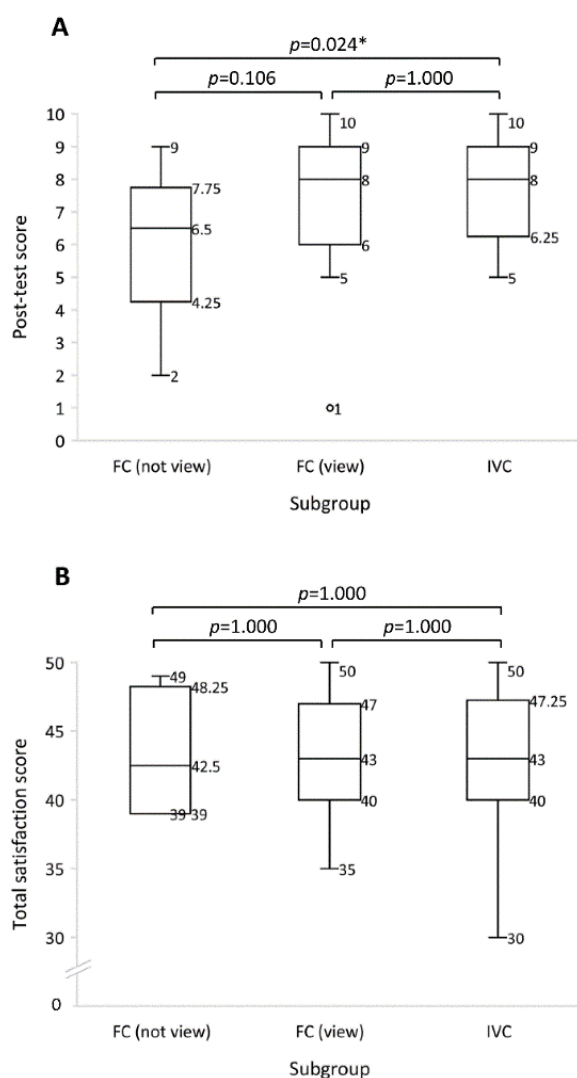 A
p=0.024*
p=0.106 p=1.000
10 10 10
9 9 9 9
8 7.75 8 8
7 6.5
6 6 6.25
5 5 5
4 4.25
3
2 2
1 1
0
Post-test score
FC (not view) FC (view) IVC
Subgroup
B
p=1.000
p=1.000 p=1.000
50 49 50 50
48.25 47 47.25
45
42.5 43 43
40 39 39 40 40
35 35
30 30
0
Total satisfaction score
FC (not view) FC (view) IVC
Subgroup